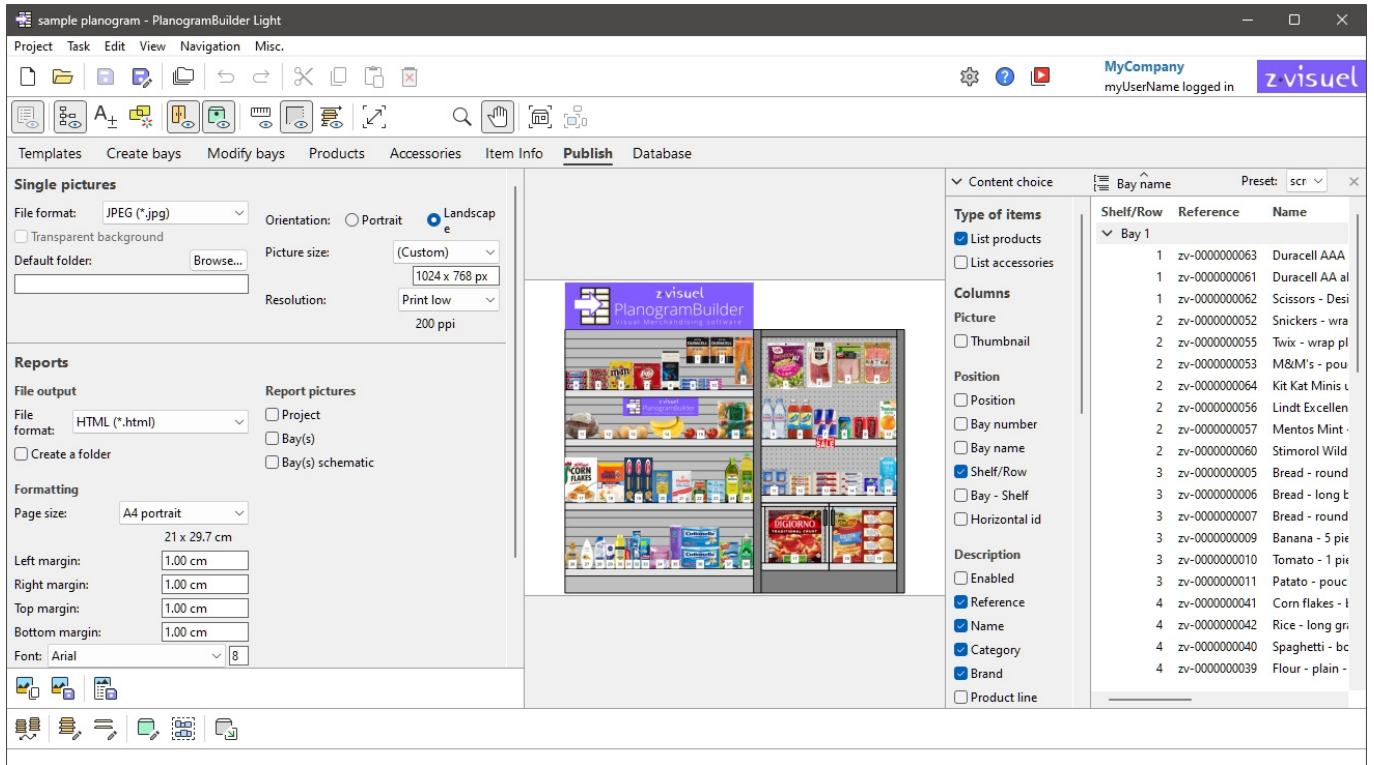 sample planogram - PlanogramBuilder Light
Project Task Edit View Navigation Misc.
MyCompany
myUserName logged in
z·visuel
Templates Create bays Modify bays Products Accessories Item Info Publish Database
Single pictures
File format: JPEG (*.jpg)
Transparent background
Default folder: Browse...
Orientation: Portrait Landscap
e
Picture size: (Custom)
1024 x 768 px
Resolution: Print low
200 ppi
Reports
File output
File
format: HTML (*.html)
Create a folder
Report pictures
Project
Bay(s)
Bay(s) schematic
Formatting
Page size: A4 portrait
21 x 29.7 cm
Left margin: 1.00 cm
Right margin: 1.00 cm
Top margin: 1.00 cm
Bottom margin: 1.00 cm
Font: Arial 8
z·visuel
PlanogramBuilder
Visual Merchandising software
z·visuel
PlanogramBuilder
SALE
CORN
FLAKES
DIGIORNO
Cottonelle
Content choice
Type of items
List products
List accessories
Columns
Picture
Thumbnail
Position
Position
Bay number
Bay name
Shelf/Row
Bay - Shelf
Horizontal id
Description
Enabled
Reference
Name
Category
Brand
Product line
Bay name Preset: scr
Shelf/Row Reference Name
Bay 1
1 zv-0000000063 Duracell AAA
1 zv-0000000061 Duracell AA al
1 zv-0000000062 Scissors - Desi
2 zv-0000000052 Snickers - wra
2 zv-0000000055 Twix - wrap pl
2 zv-0000000053 M&M's - pou
2 zv-0000000064 Kit Kat Minis u
2 zv-0000000056 Lindt Excellen
2 zv-0000000057 Mentos Mint -
2 zv-0000000060 Stimorol Wild
3 zv-0000000005 Bread - round
3 zv-0000000006 Bread - long b
3 zv-0000000007 Bread - round
3 zv-0000000009 Banana - 5 pie
3 zv-0000000010 Tomato - 1 pie
3 zv-0000000011 Patato - pouc
4 zv-0000000041 Corn flakes - b
4 zv-0000000042 Rice - long gra
4 zv-0000000040 Spaghetti - bo
4 zv-0000000039 Flour - plain -